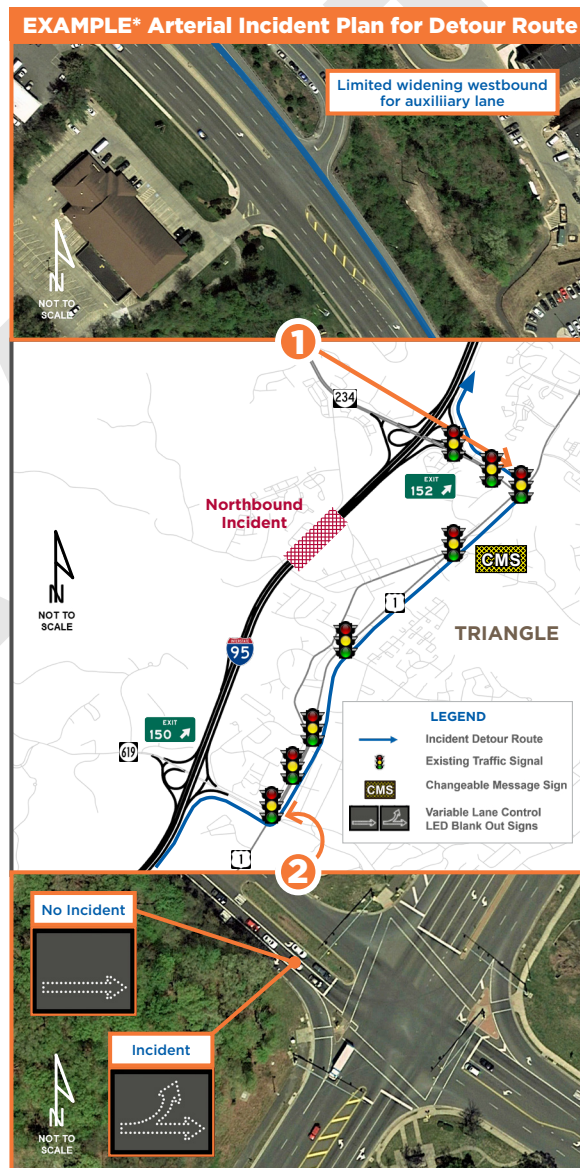 EXAMPLE* Arterial Incident Plan for Detour Route
Limited widening westbound
for auxiliiary lane
N
NOT TO
SCALE
1
234
EXIT
152
Northbound
Incident
CMS
N
NOT TO
SCALE
1
TRIANGLE
INTERSTATE
95
EXIT
150
619
LEGEND
Incident Detour Route
Existing Traffic Signal
CMS
Changeable Message Sign
Variable Lane Control
LED Blank Out Signs
1
2
No Incident
Incident
N
NOT TO
SCALE